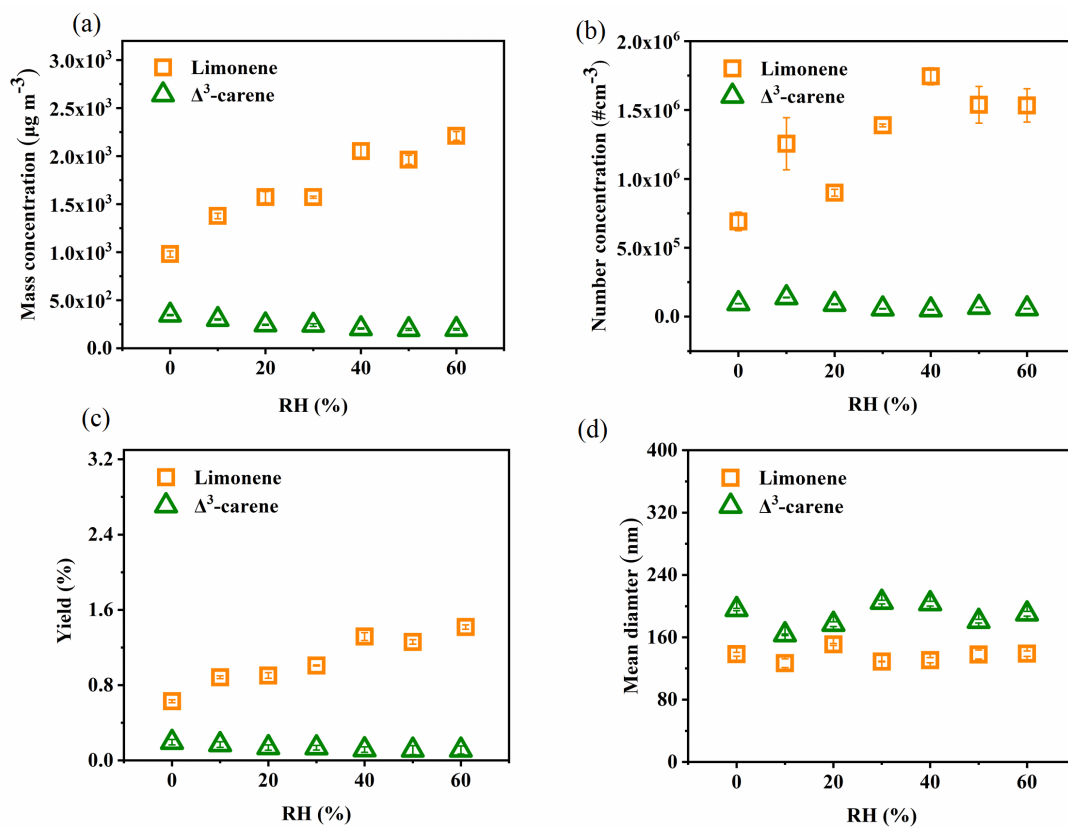 (a)
3.0x10³
2.5x10³
2.0x10³
1.5x10³
1.0x10³
5.0x10²
0.0
Mass concentration (µg m⁻³)
Limonene
Δ³-carene
0 20 40 60
RH (%)
(b)
2.0x10⁶
1.5x10⁶
1.0x10⁶
5.0x10⁵
0.0
Number concentration (#cm⁻³)
Limonene
Δ³-carene
0 20 40 60
RH (%)
(c)
3.2
2.4
1.6
0.8
0.0
Yield (%)
Limonene
Δ³-carene
0 20 40 60
RH (%)
(d)
400
320
240
160
80
0
Mean diamter (nm)
Limonene
Δ³-carene
0 20 40 60
RH (%)